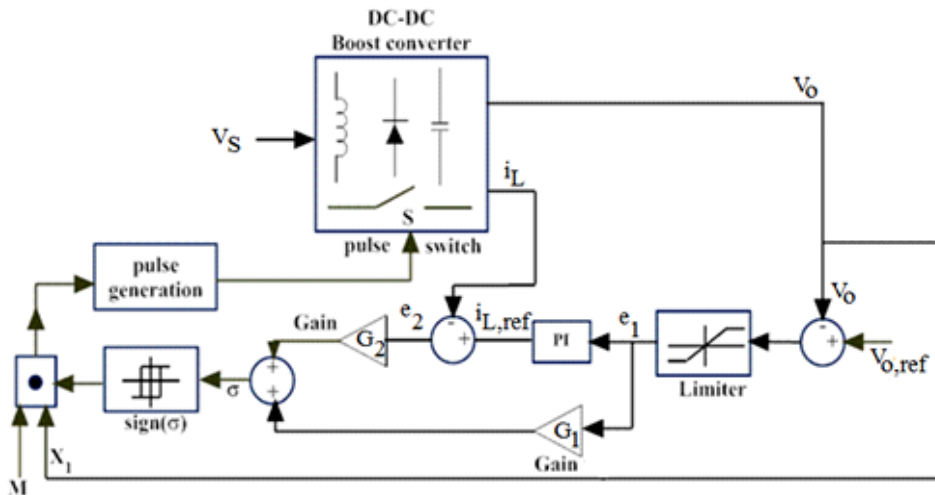 DC-DC
Boost converter
V_S
V_o
i_L
S
pulse switch
pulse
generation
Gain
G_2
e_2
-
+
i_L,ref
PI
e_1
Limiter
V_o
-
+
V_o,ref
+
+
σ
sign(σ)
G_1
Gain
X_1
M